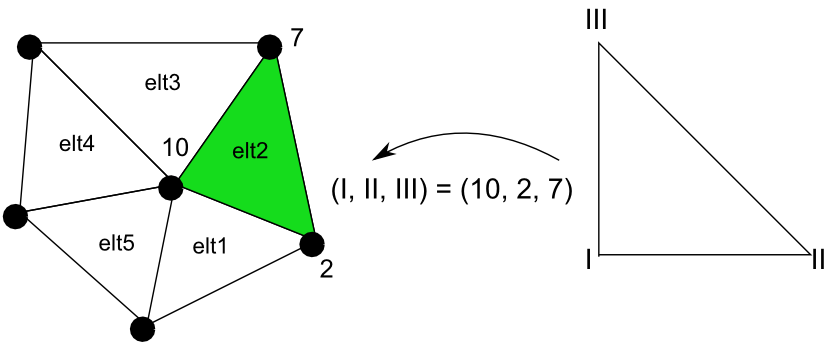 III
7
elt3
10
elt4
elt2
(I, II, III) = (10, 2, 7)
elt5
elt1
I
II
2